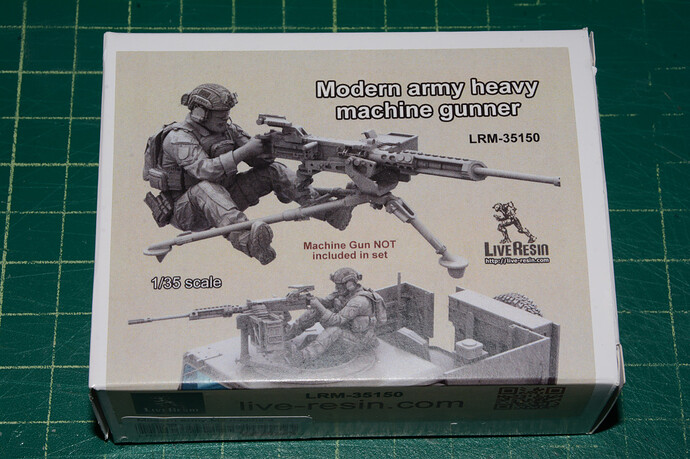 Modern army heavy
machine gunner
LRM-35150
LIVERESIN
http://live-resin.com
Machine Gun NOT
included in set
1/35 scale
LRM-35150
LIVERESIN
live-resin.com